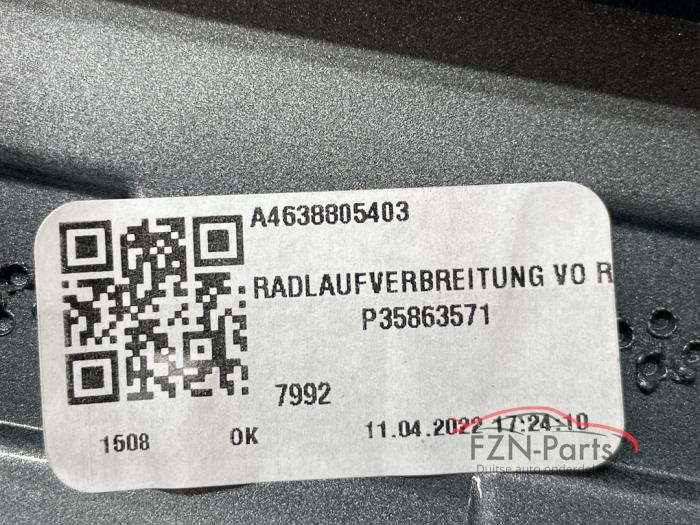 A4638805403
RADLAUFVERBREITUNG VO R
P35863571
7992
1508 OK 11.04.2022 17:24:10
FZN-Parts
Duitse auto onderdelen